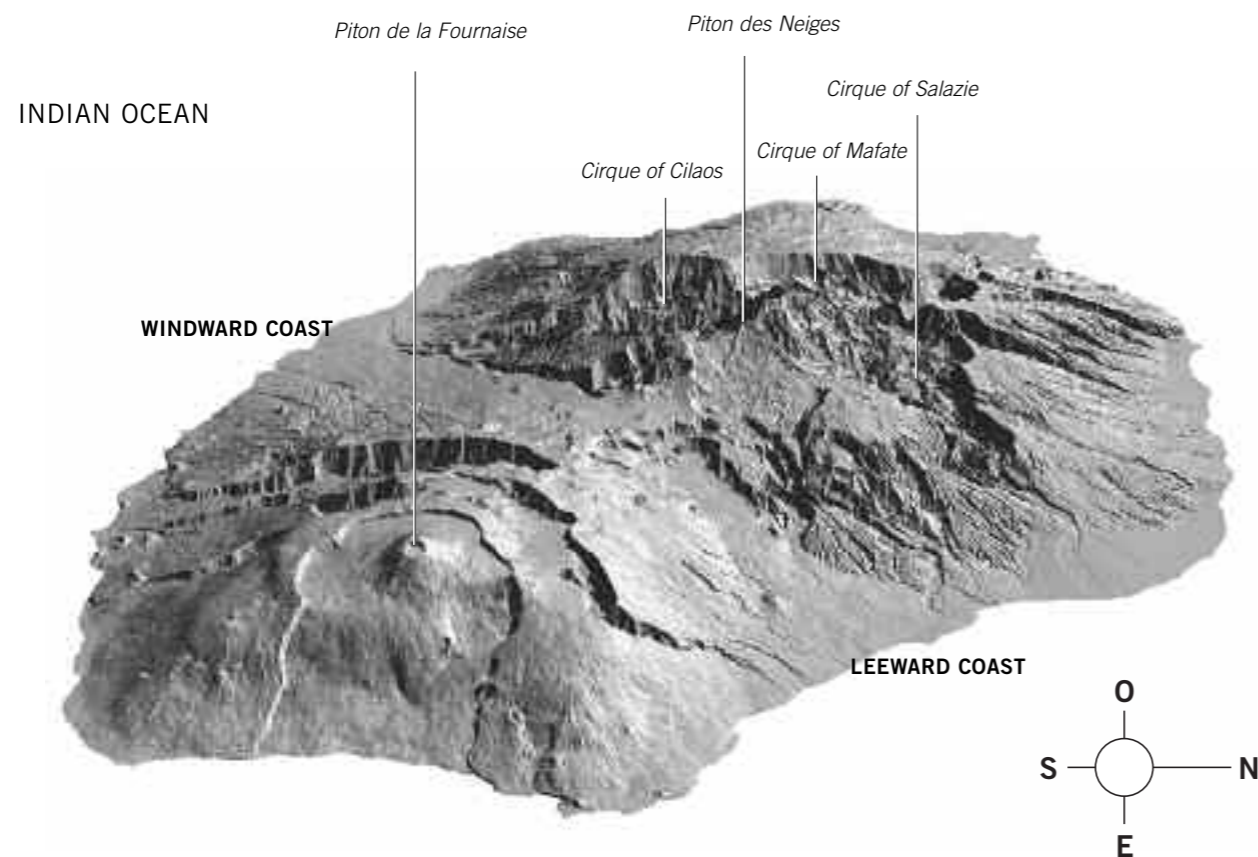 Piton de la Fournaise
Piton des Neiges
Cirque of Salazie
INDIAN OCEAN
Cirque of Mafate
Cirque of Cilaos
WINDWARD COAST
LEEWARD COAST
O
S
N
E